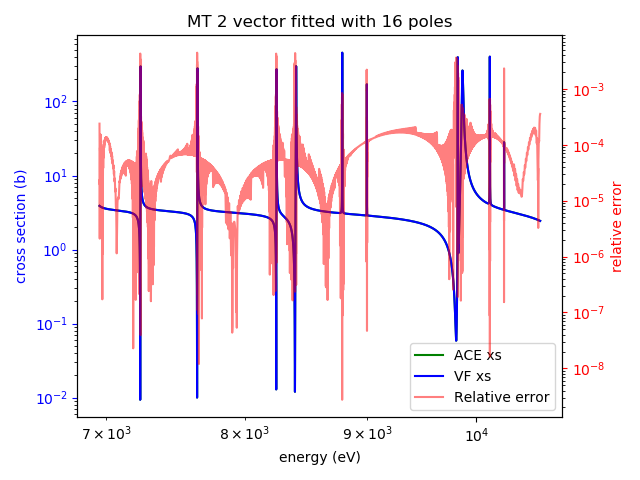 MT 2 vector fitted with 16 poles
cross section (b)
10²
10¹
10⁰
10⁻¹
10⁻²
10⁻³
10⁻⁴
10⁻⁵
10⁻⁶
10⁻⁷
10⁻⁸
relative error
ACE xs
VF xs
Relative error
7 × 10³
8 × 10³
9 × 10³
10⁴
energy (eV)